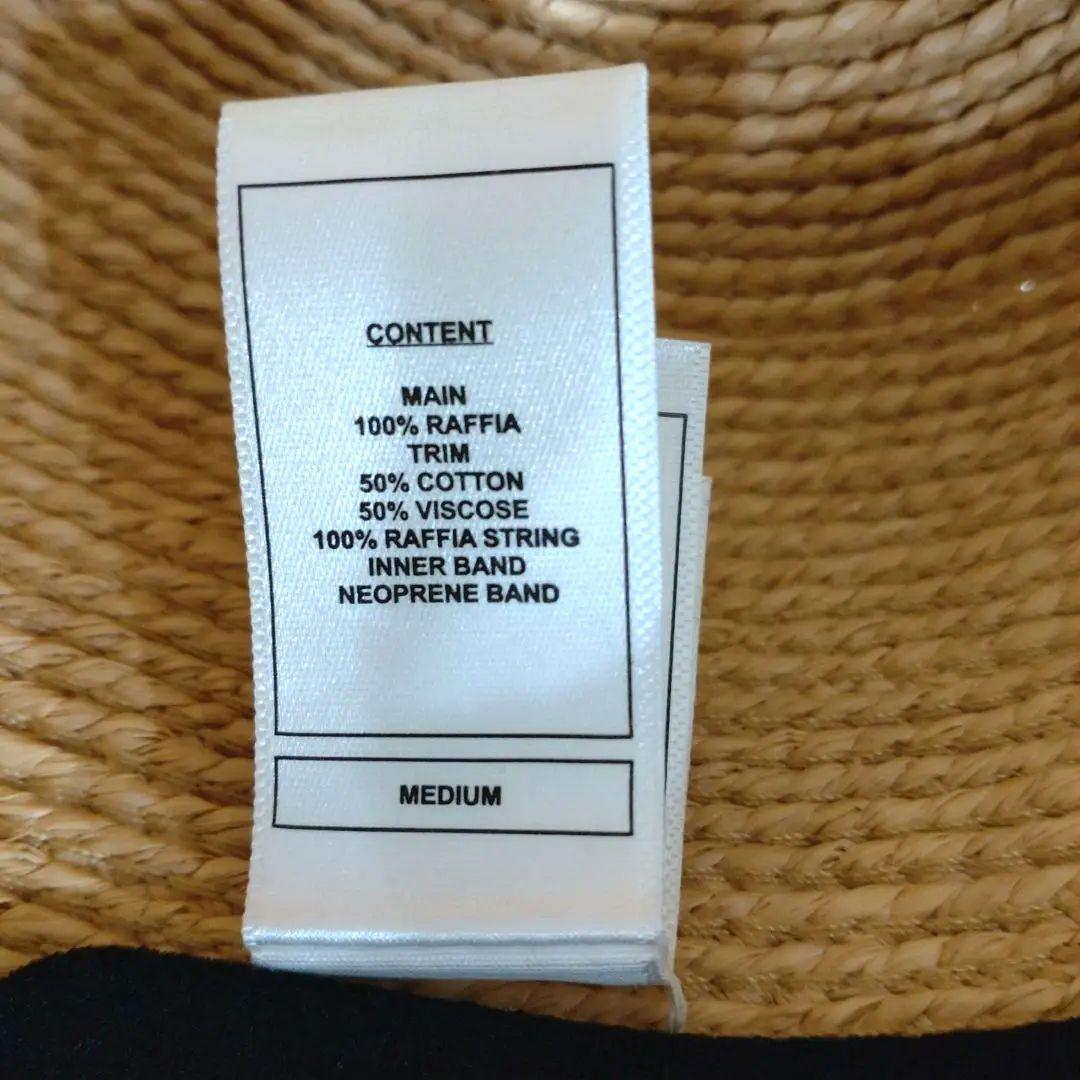 CONTENT
MAIN
100% RAFFIA
TRIM
50% COTTON
50% VISCOSE
100% RAFFIA STRING
INNER BAND
NEOPRENE BAND
MEDIUM